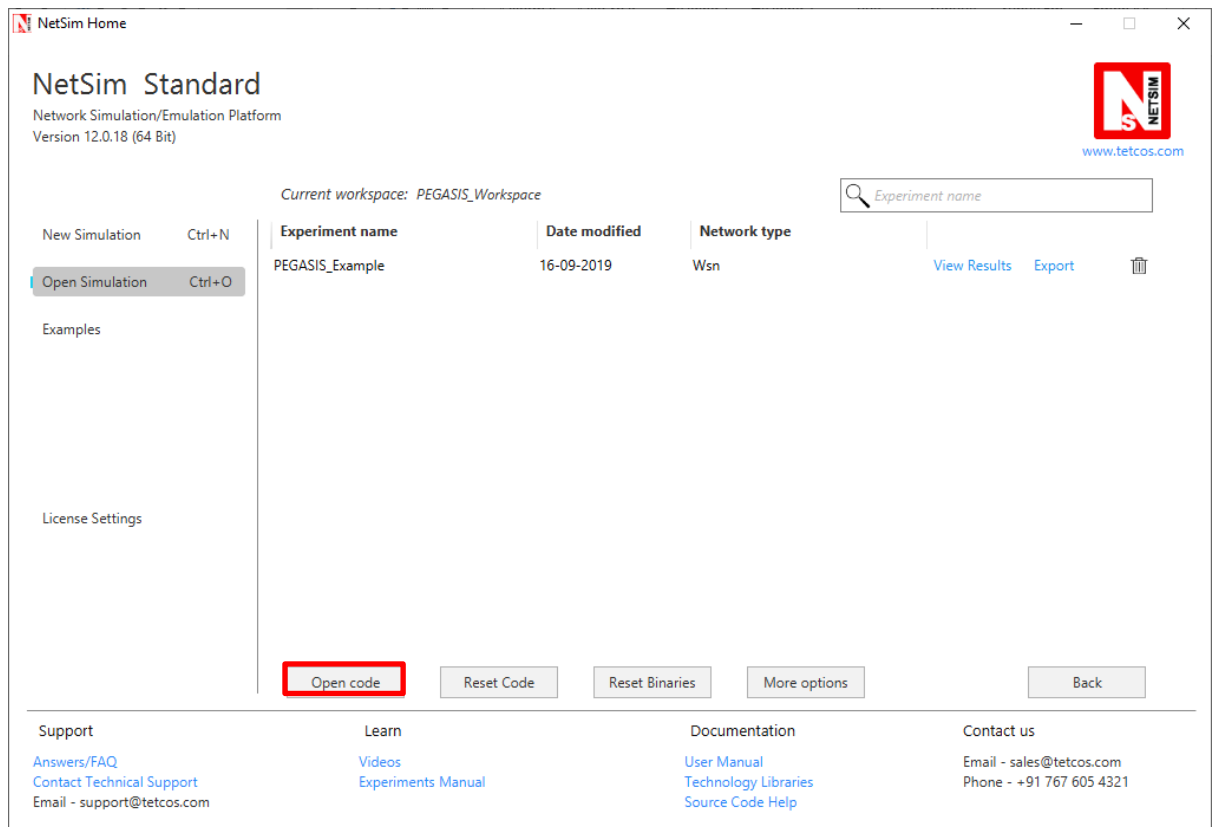 NetSim Home
NetSim Standard
Network Simulation/Emulation Platform
Version 12.0.18 (64 Bit)
NS NETSIM
www.tetcos.com
Current workspace: PEGASIS_Workspace
Experiment name
New Simulation Ctrl+N
Open Simulation Ctrl+O
Examples
License Settings
Experiment name Date modified Network type
PEGASIS_Example 16-09-2019 Wsn View Results Export
Open code Reset Code Reset Binaries More options Back
Support
Answers/FAQ
Contact Technical Support
Email - support@tetcos.com
Learn
Videos
Experiments Manual
Documentation
User Manual
Technology Libraries
Source Code Help
Contact us
Email - sales@tetcos.com
Phone - +91 767 605 4321